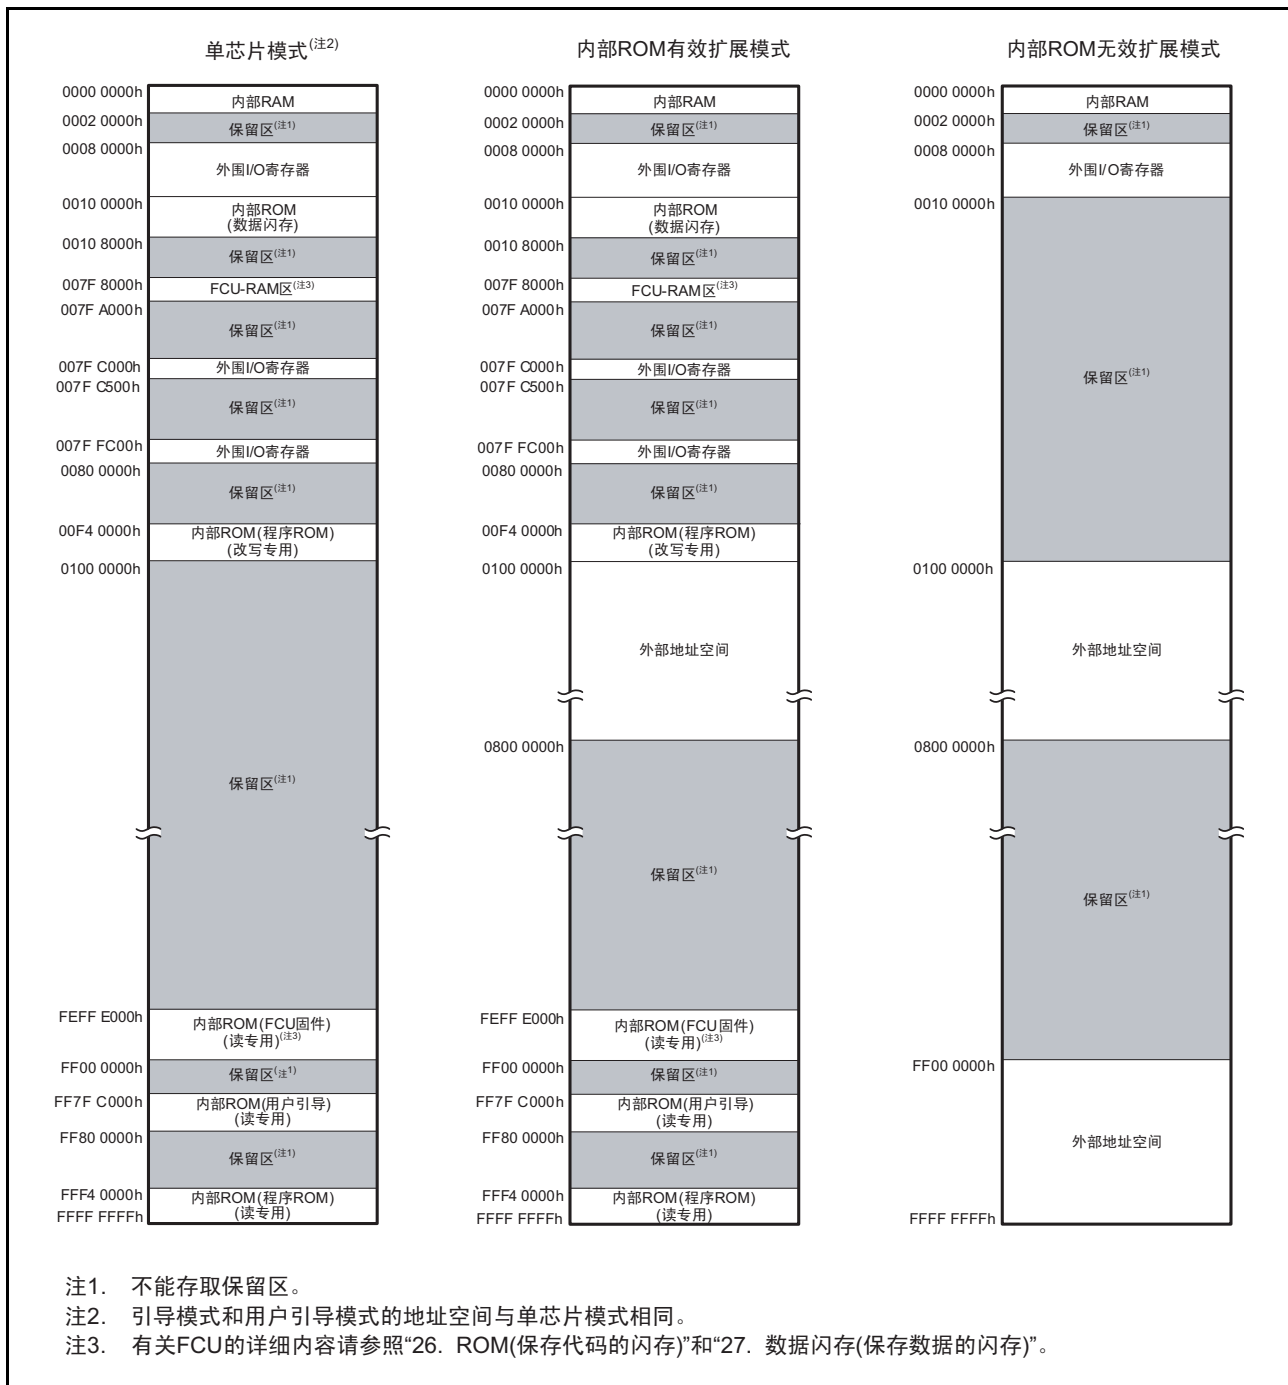 单芯片模式(注2)
0000 0000h
内部RAM
0002 0000h
保留区(注1)
0008 0000h
外围I/O寄存器
0010 0000h
内部ROM
(数据闪存)
0010 8000h
保留区(注1)
007F 8000h
FCU-RAM区(注3)
007F A000h
保留区(注1)
007F C000h
外围I/O寄存器
007F C500h
保留区(注1)
007F FC00h
外围I/O寄存器
0080 0000h
保留区(注1)
00F4 0000h
内部ROM(程序ROM)
(改写专用)
0100 0000h
保留区(注1)
FEFF E000h
内部ROM(FCU固件)
(读专用)(注3)
FF00 0000h
保留区(注1)
FF7F C000h
内部ROM(用户引导)
(读专用)
FF80 0000h
保留区(注1)
FFF4 0000h
内部ROM(程序ROM)
(读专用)
FFFF FFFFh
内部ROM有效扩展模式
0000 0000h
内部RAM
0002 0000h
保留区(注1)
0008 0000h
外围I/O寄存器
0010 0000h
内部ROM
(数据闪存)
0010 8000h
保留区(注1)
007F 8000h
FCU-RAM区(注3)
007F A000h
保留区(注1)
007F C000h
外围I/O寄存器
007F C500h
保留区(注1)
007F FC00h
外围I/O寄存器
0080 0000h
保留区(注1)
00F4 0000h
内部ROM(程序ROM)
(改写专用)
0100 0000h
外部地址空间
0800 0000h
保留区(注1)
FEFF E000h
内部ROM(FCU固件)
(读专用)(注3)
FF00 0000h
保留区(注1)
FF7F C000h
内部ROM(用户引导)
(读专用)
FF80 0000h
保留区(注1)
FFF4 0000h
内部ROM(程序ROM)
(读专用)
FFFF FFFFh
内部ROM无效扩展模式
0000 0000h
内部RAM
0002 0000h
保留区(注1)
0008 0000h
外围I/O寄存器
0010 0000h
保留区(注1)
0100 0000h
外部地址空间
0800 0000h
保留区(注1)
FF00 0000h
外部地址空间
FFFF FFFFh
注1. 不能存取保留区。
注2. 引导模式和用户引导模式的地址空间与单芯片模式相同。
注3. 有关FCU的详细内容请参照“26. ROM(保存代码的闪存)”和“27. 数据闪存(保存数据的闪存)”。